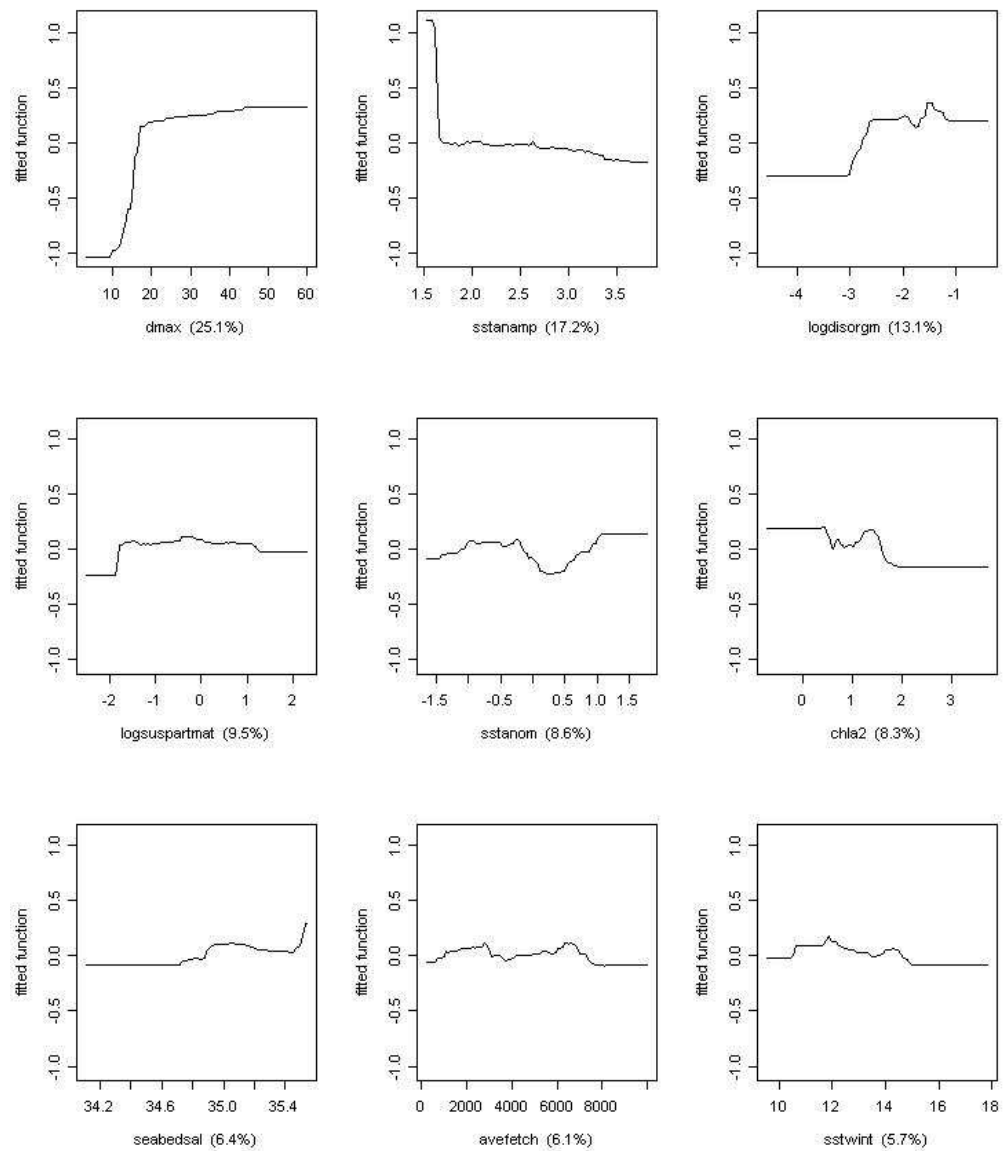 fitted function
-1.0 -0.5 0.0 0.5 1.0
10 20 30 40 50 60
dmax (25.1%)
fitted function
-1.0 -0.5 0.0 0.5 1.0
1.5 2.0 2.5 3.0 3.5
sstanamp (17.2%)
fitted function
-1.0 -0.5 0.0 0.5 1.0
-4 -3 -2 -1
logdisorgm (13.1%)
fitted function
-1.0 -0.5 0.0 0.5 1.0
-2 -1 0 1 2
logsuspartmat (9.5%)
fitted function
-1.0 -0.5 0.0 0.5 1.0
-1.5 -0.5 0.5 1.0 1.5
sstanom (8.6%)
fitted function
-1.0 -0.5 0.0 0.5 1.0
0 1 2 3
chla2 (8.3%)
fitted function
-1.0 -0.5 0.0 0.5 1.0
34.2 34.6 35.0 35.4
seabedsal (6.4%)
fitted function
-1.0 -0.5 0.0 0.5 1.0
0 2000 4000 6000 8000
avefetch (6.1%)
fitted function
-1.0 -0.5 0.0 0.5 1.0
10 12 14 16 18
sstwint (5.7%)